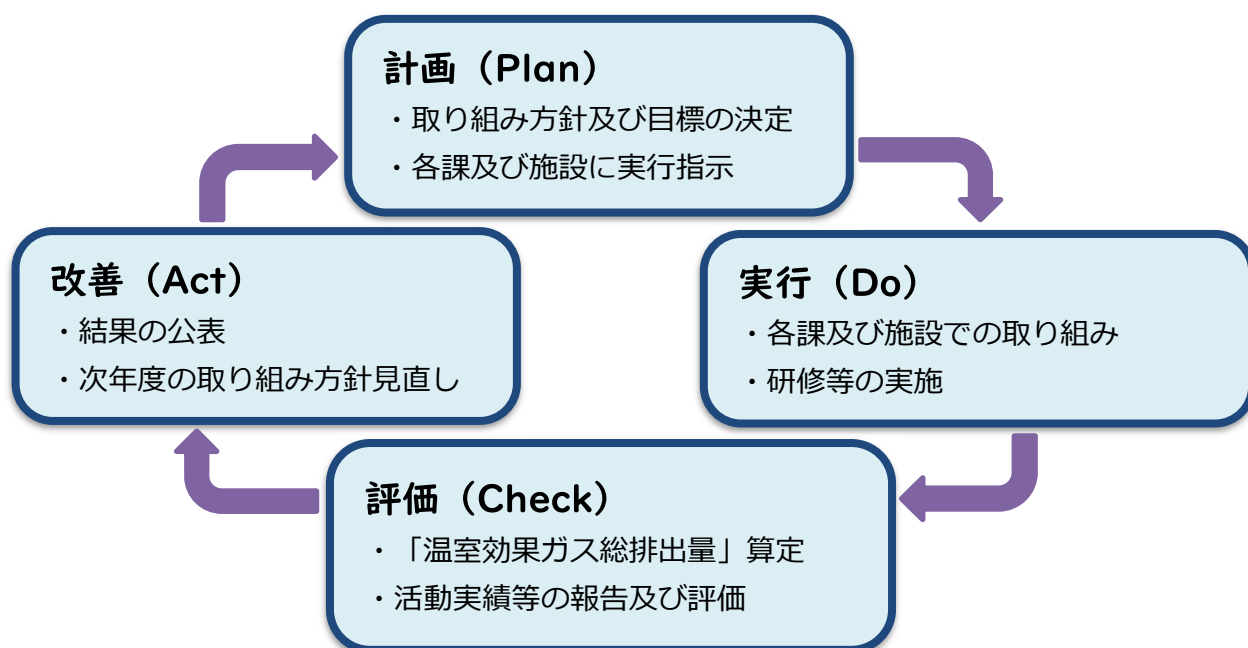 計画（Plan）
・取り組み方針及び目標の決定
・各課及び施設に実行指示
改善（Act）
・結果の公表
・次年度の取り組み方針見直し
実行（Do）
・各課及び施設での取り組み
・研修等の実施
評価（Check）
・「温室効果ガス総排出量」算定
・活動実績等の報告及び評価